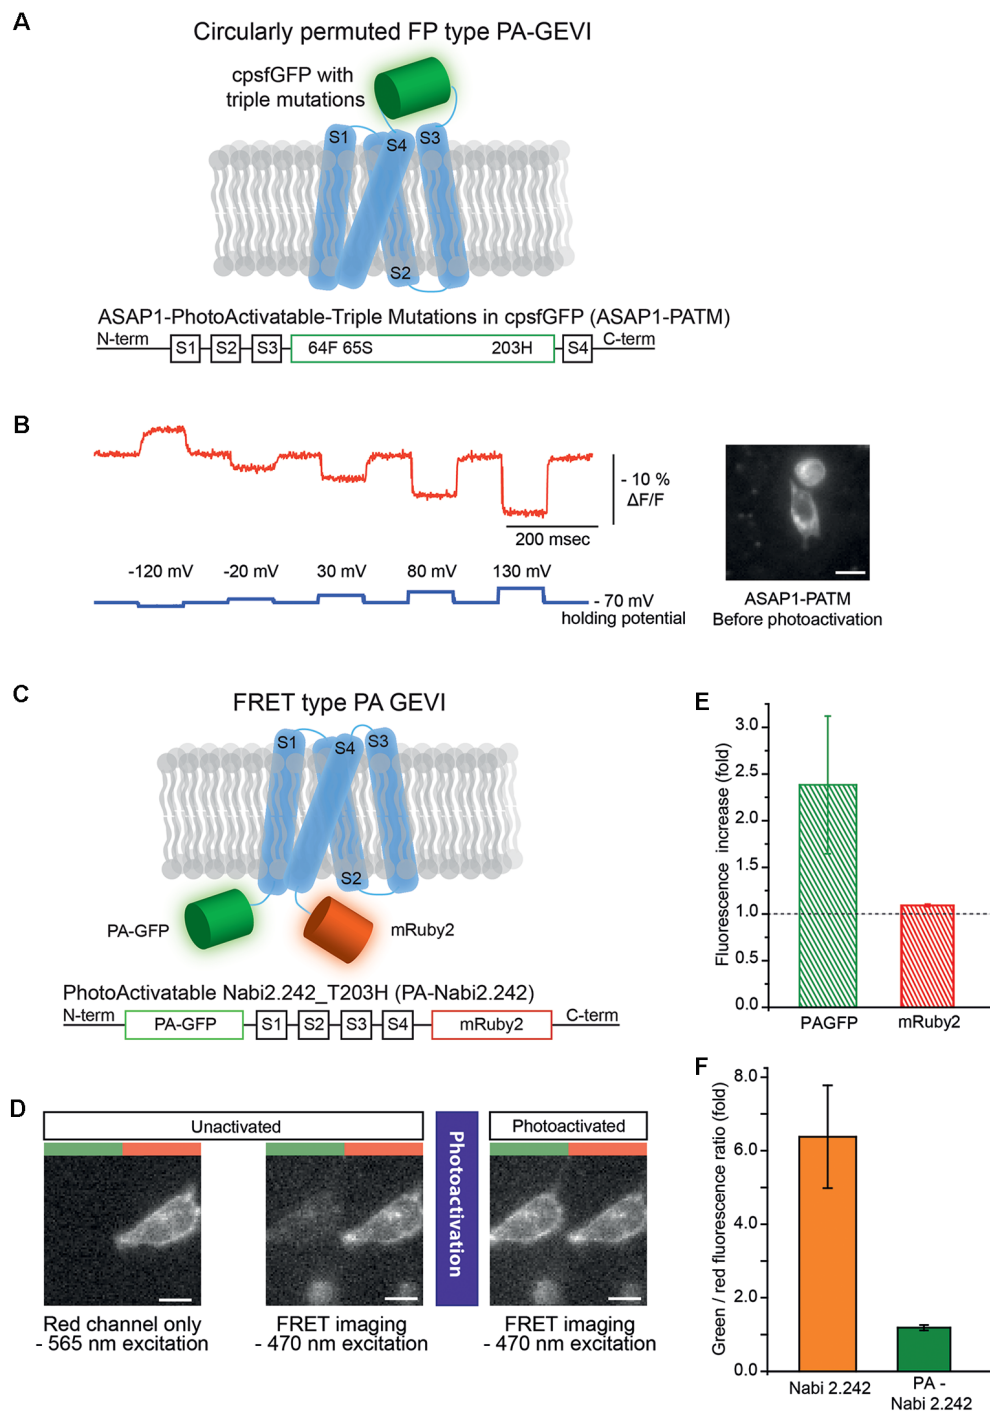 A
Circularly permuted FP type PA-GEVI
cpsfGFP with
triple mutations
S1
S4
S3
S2
ASAP1-PhotoActivatable-Triple Mutations in cpsfGFP (ASAP1-PATM)
N-term
S1
S2
S3
64F 65S
203H
S4
C-term
B
- 10 %
ΔF/F
200 msec
-120 mV
-20 mV
30 mV
80 mV
130 mV
- 70 mV
holding potential
ASAP1-PATM
Before photoactivation
C
FRET type PA GEVI
S1
S4
S3
S2
PA-GFP
mRuby2
PhotoActivatable Nabi2.242_T203H (PA-Nabi2.242)
N-term
PA-GFP
S1
S2
S3
S4
mRuby2
C-term
D
Unactivated
Photoactivation
Photoactivated
Red channel only
- 565 nm excitation
FRET imaging
- 470 nm excitation
FRET imaging
- 470 nm excitation
E
Fluorescence increase (fold)
3.0
2.5
2.0
1.5
1.0
0.5
0.0
PAGFP
mRuby2
F
Green / red fluorescence ratio (fold)
8.0
6.0
4.0
2.0
0.0
Nabi 2.242
PA -
Nabi 2.242